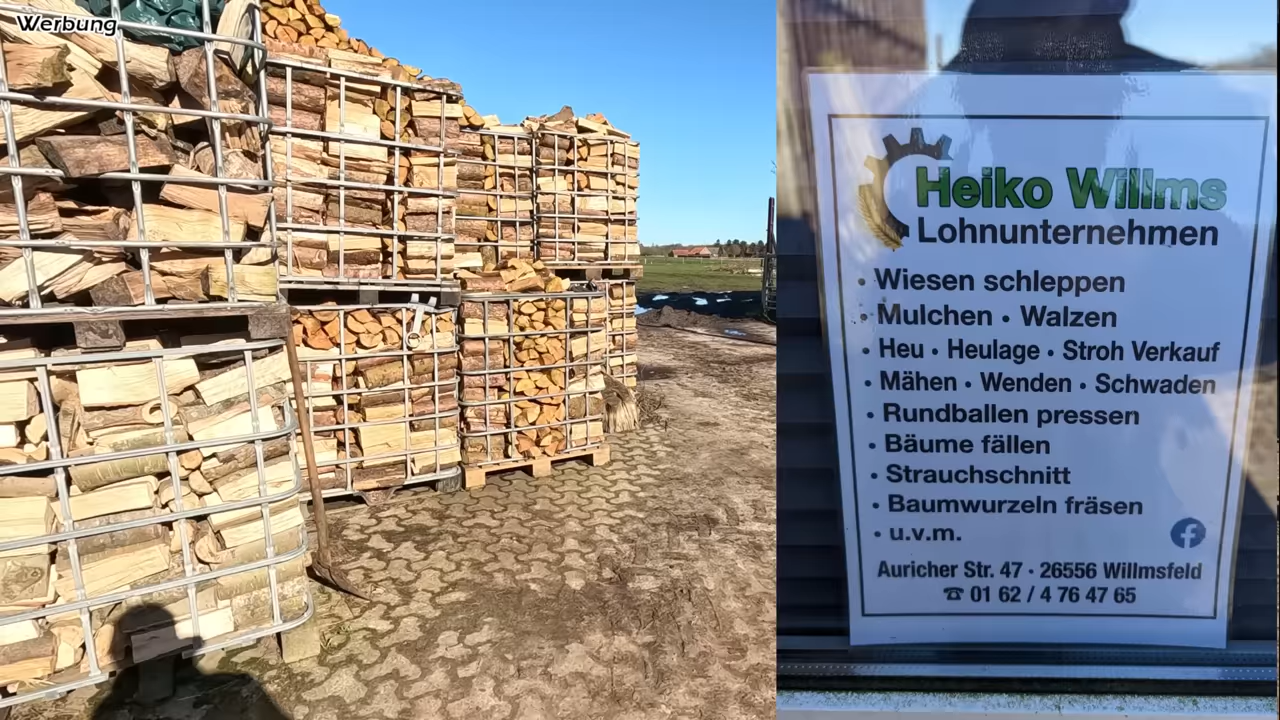 Werbung
Heiko Willms
Lohnunternehmen
• Wiesen schleppen
• Mulchen • Walzen
• Heu • Heulage • Stroh Verkauf
• Mähen • Wenden • Schwaden
• Rundballen pressen
• Bäume fällen
• Strauchschnitt
• Baumwurzeln fräsen
• u.v.m.
Auricher Str. 47 · 26556 Willmsfeld
☎ 01 62 / 4 76 47 65